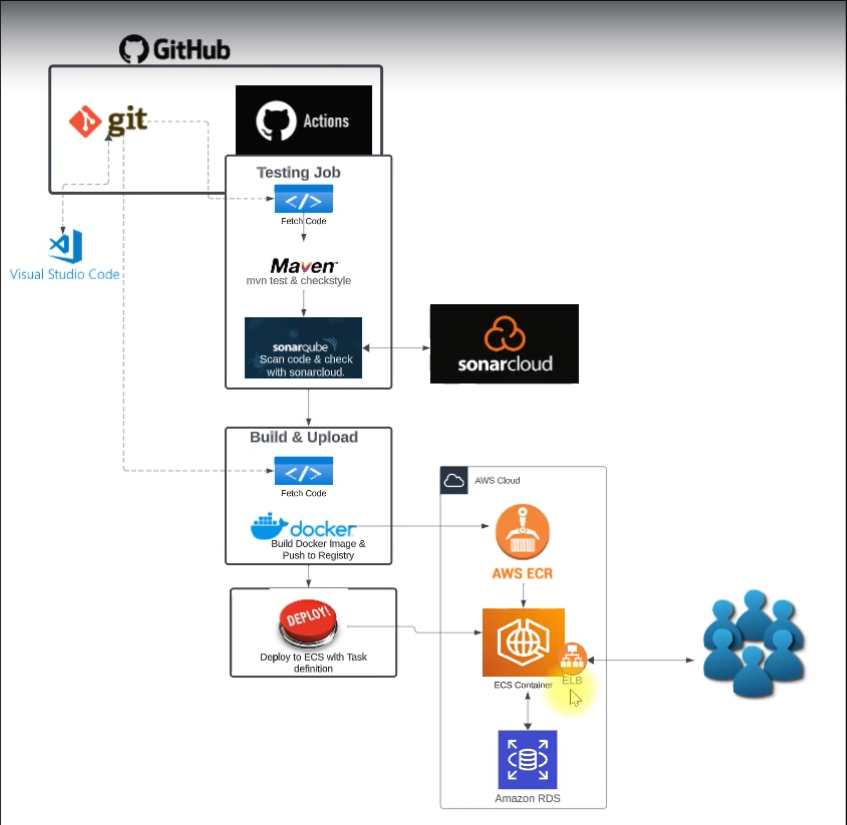 GitHub
git
Actions
Testing Job
Fetch Code
Maven
mvn test & checkstyle
sonarqube
Scan code & check
with sonarcloud.
sonarcloud
Visual Studio Code
Build & Upload
Fetch Code
docker
Build Docker Image &
Push to Registry
DEPLOY!
Deploy to ECS with Task
definition
AWS Cloud
AWS ECR
ECS Container
ELB
Amazon RDS